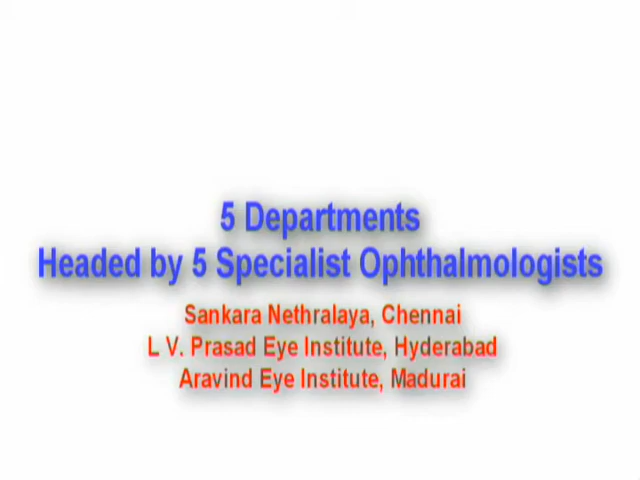 5 Departments
Headed by 5 Specialist Ophthalmologists
Sankara Nethralaya, Chennai
L V. Prasad Eye Institute, Hyderabad
Aravind Eye Institute, Madurai